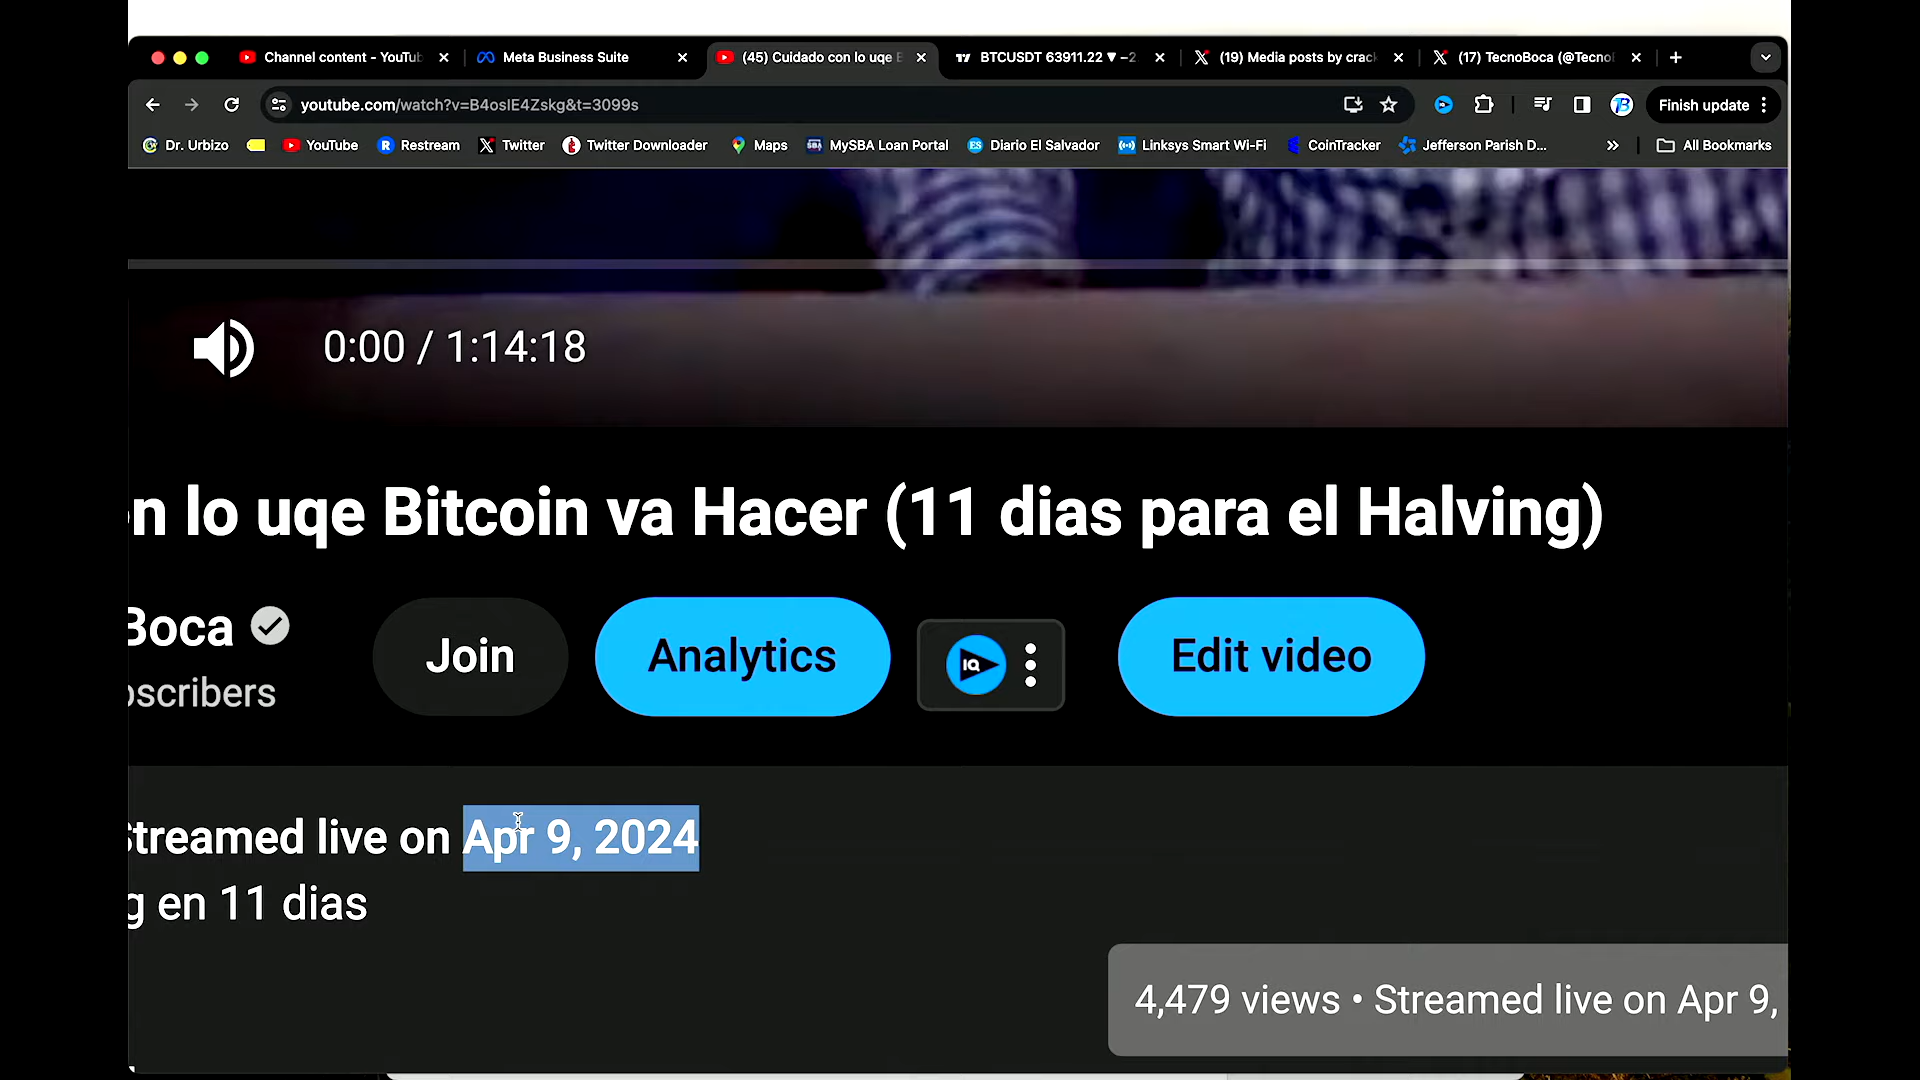 Channel content - YouTu
Meta Business Suite
(45) Cuidado con lo uqe B
BTCUSDT 63911.22 ▼ −2
(19) Media posts by crac
(17) TecnoBoca (@Tecno
youtube.com/watch?v=B4osIE4Zskg&t=3099s
Finish update
Dr. Urbizo
YouTube
Restream
Twitter
Twitter Downloader
Maps
MySBA Loan Portal
Diario El Salvador
Linksys Smart Wi-Fi
CoinTracker
Jefferson Parish D...
All Bookmarks
0:00 / 1:14:18
n lo uqe Bitcoin va Hacer (11 dias para el Halving)
Boca
Join
Analytics
IQ
Edit video
bscribers
Streamed live on Apr 9, 2024
g en 11 dias
4,479 views • Streamed live on Apr 9,